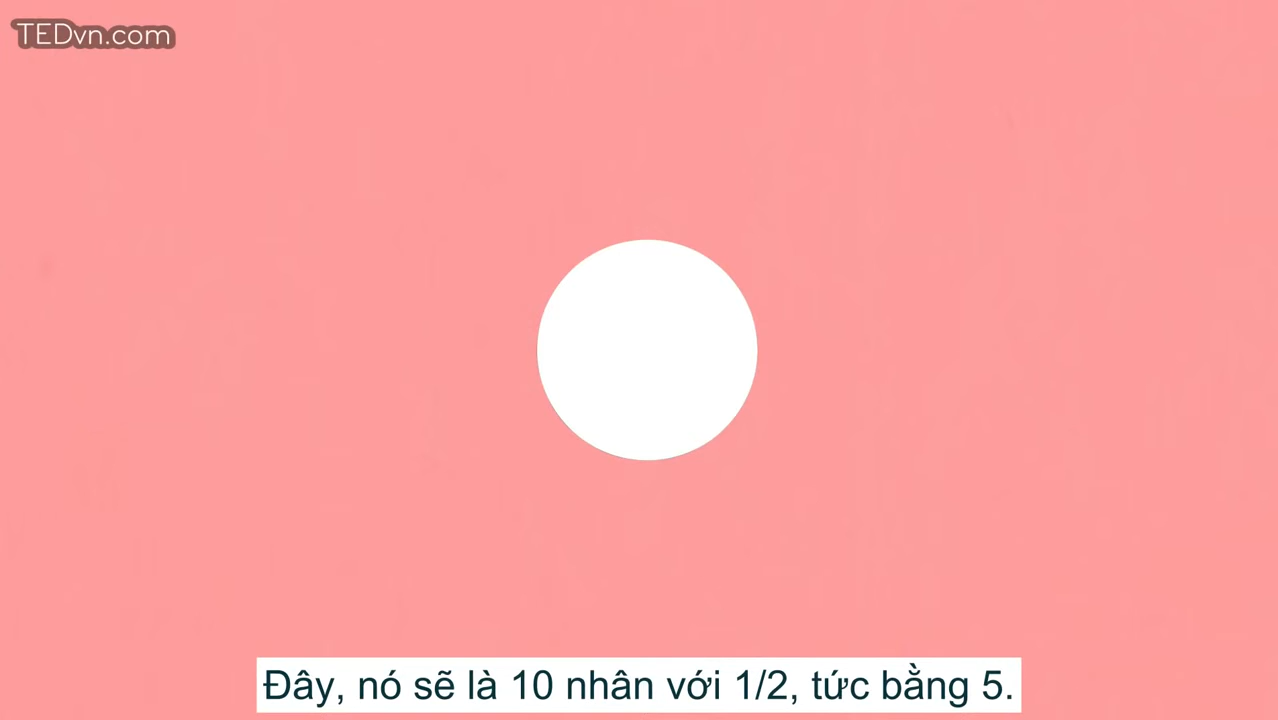 TEDvn.com
Đây, nó sẽ là 10 nhân với 1/2, tức bằng 5.